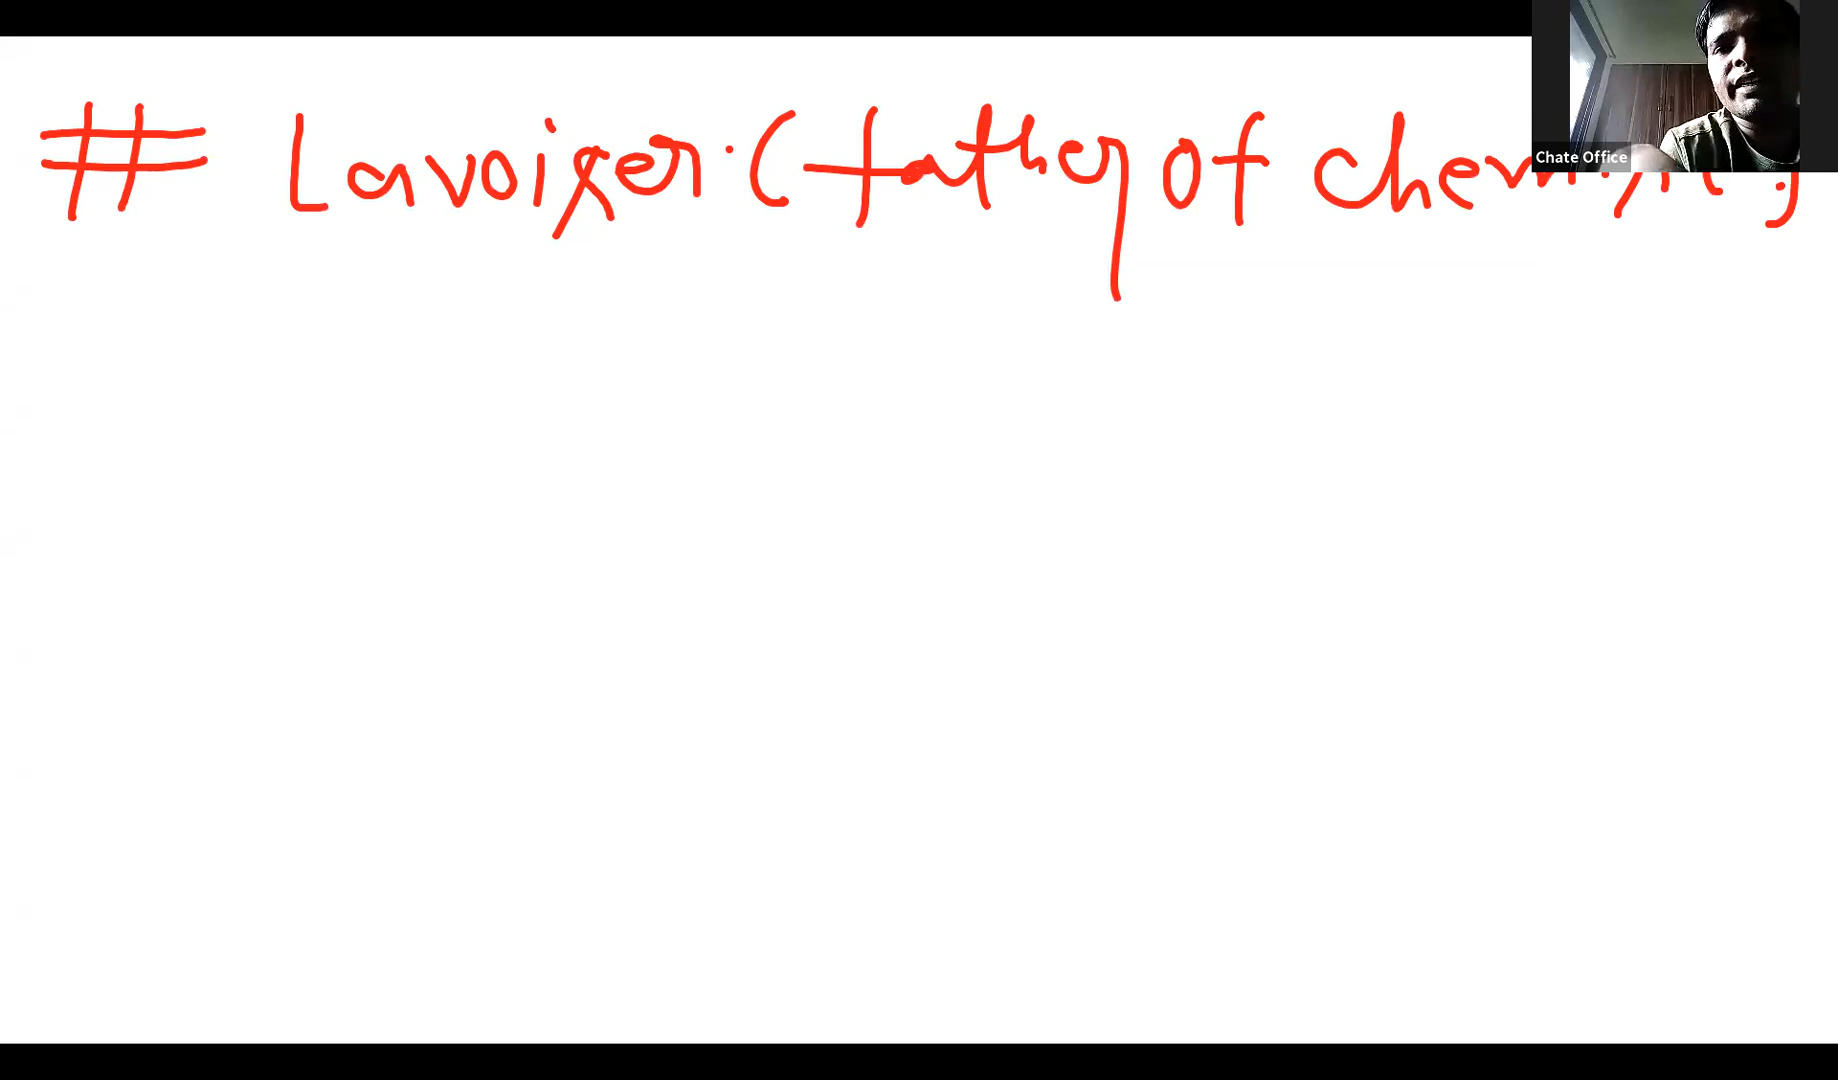 # Lavoiser. (father of
Chate Office